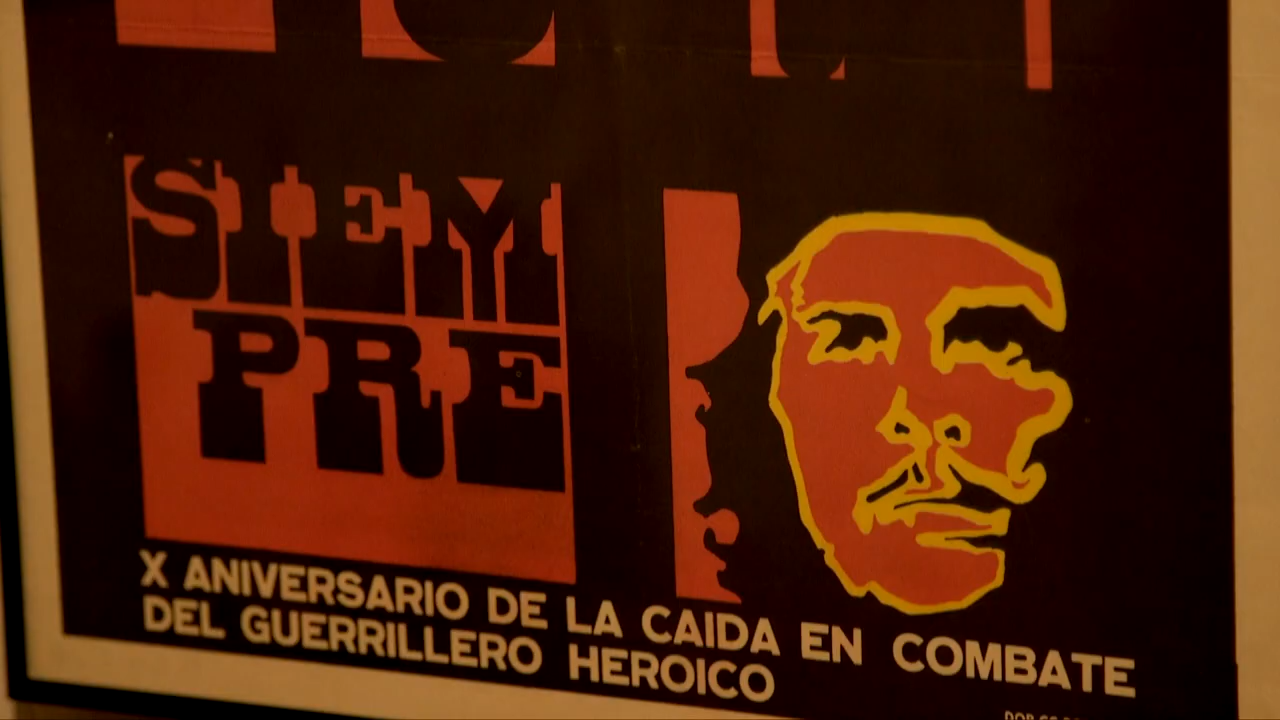 SIEM
PRE
X ANIVERSARIO DE LA CAIDA EN COMBATE
DEL GUERRILLERO HEROICO